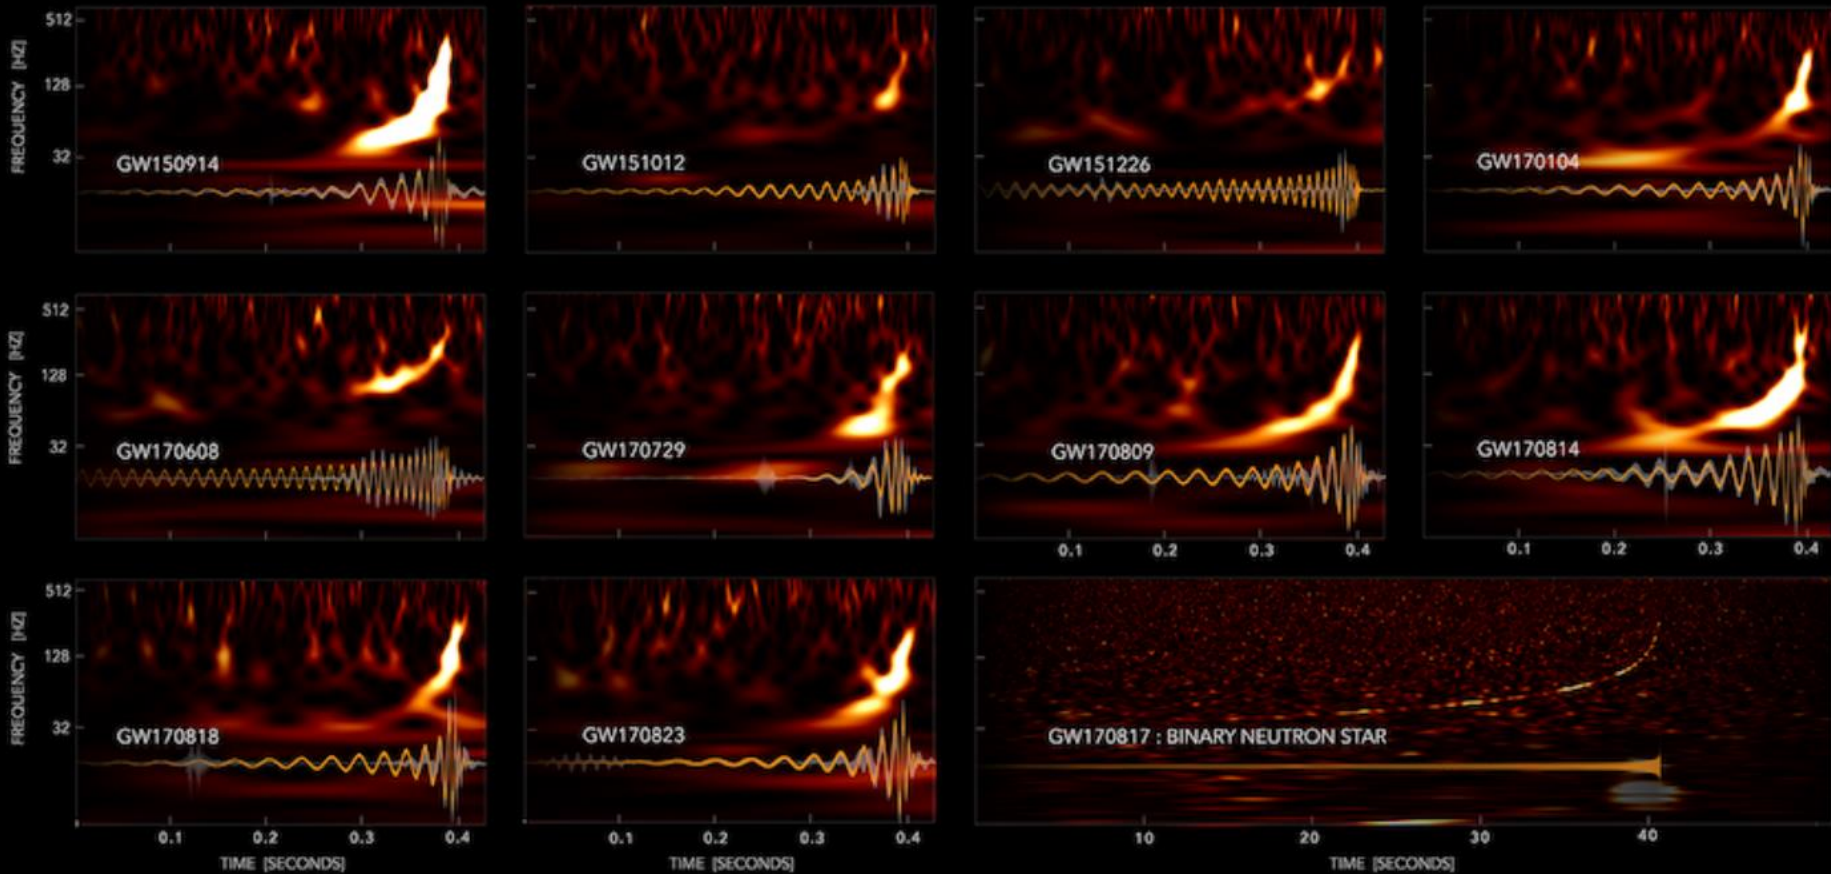 FREQUENCY [HZ]
512
128
32
GW150914
GW151012
GW151226
GW170104
FREQUENCY [HZ]
512
128
32
GW170608
GW170729
GW170809
GW170814
0.1 0.2 0.3 0.4
0.1 0.2 0.3 0.4
FREQUENCY [HZ]
512
128
32
GW170818
GW170823
GW170817 : BINARY NEUTRON STAR
0.1 0.2 0.3 0.4
0.1 0.2 0.3 0.4
10 20 30 40
TIME [SECONDS]
TIME [SECONDS]
TIME [SECONDS]